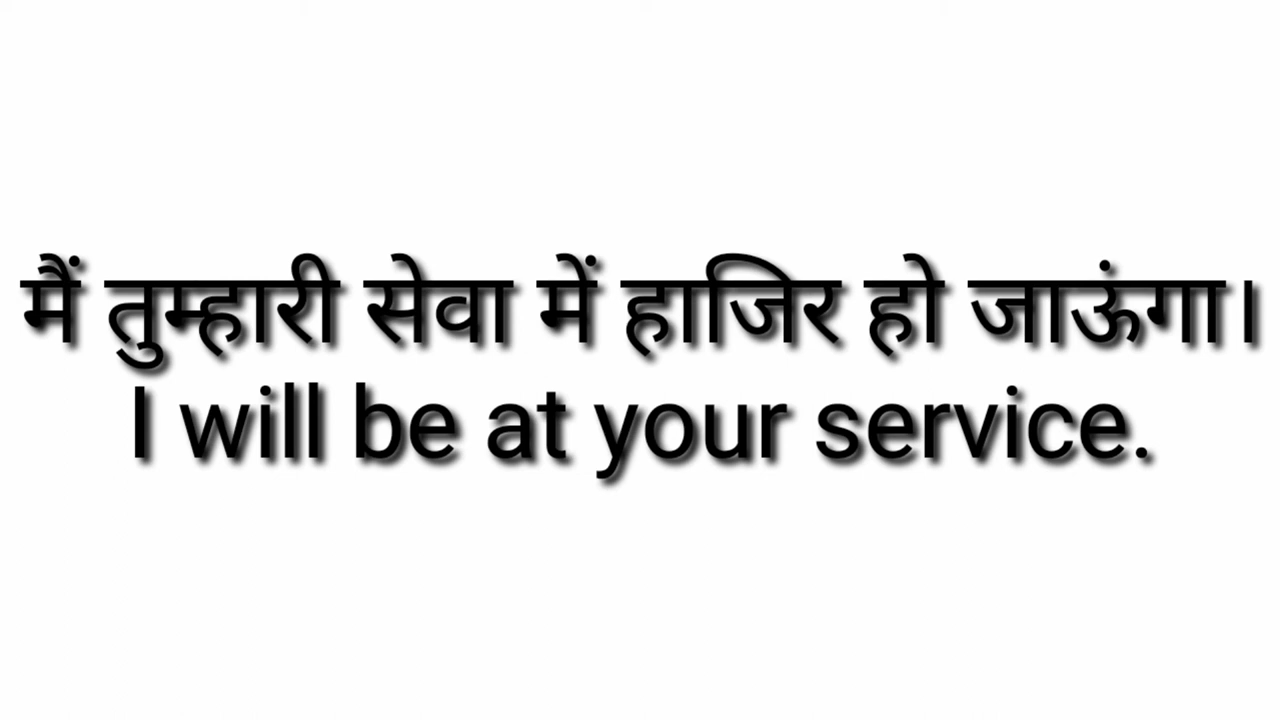 मैं तुम्हारी सेवा में हाजिर हो जाऊंगा।
I will be at your service.